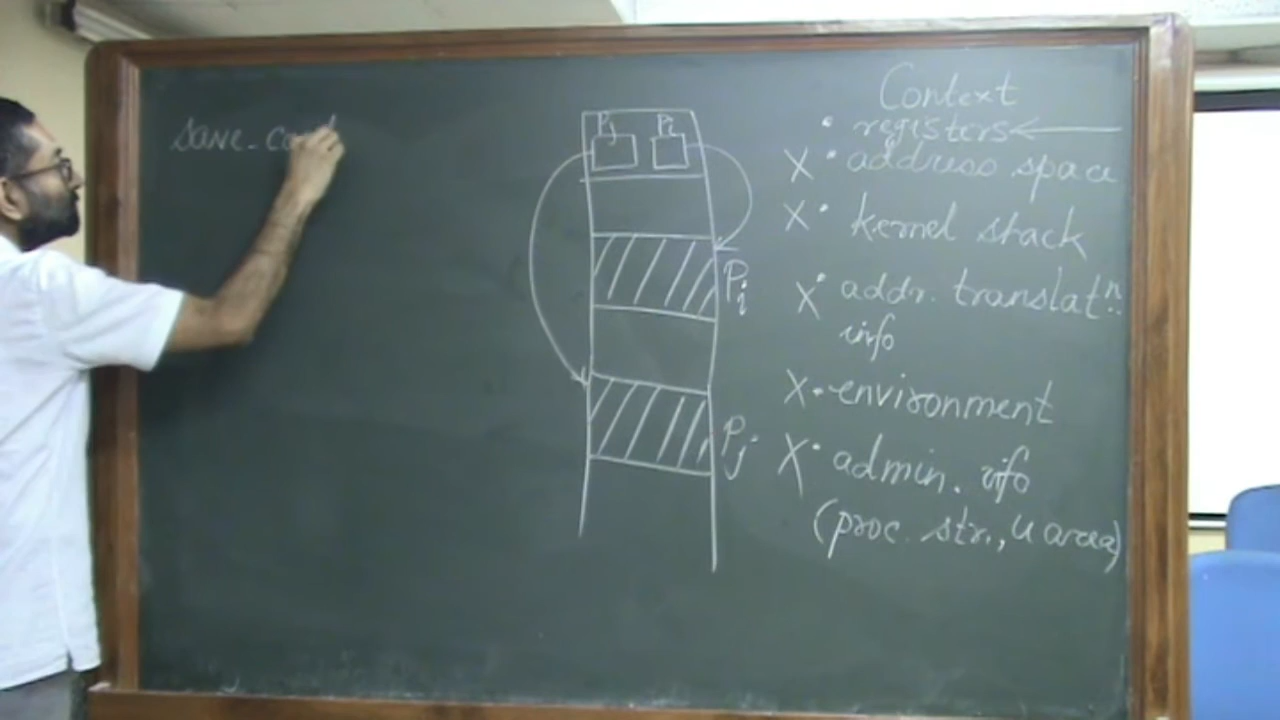 save_con
Pj Pi
Pi
Pj
Context
• registers ←
X • address space
X • kernel stack
X • addr. translatⁿ..
info
X • environment
X • admin. info
(proc. str., u area)